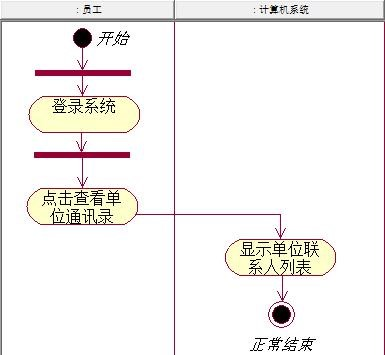 : 员工
: 计算机系统
开始
登录系统
点击查看单
位通讯录
显示单位联
系人列表
正常结束